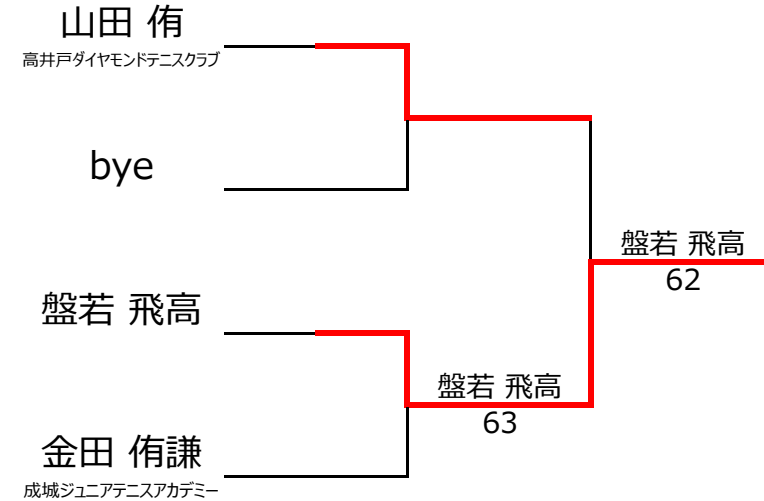 山田 侑
高井戸ダイヤモンドテニスクラブ
bye
盤若 飛高
金田 侑謙
成城ジュニアテニスアカデミー
盤若 飛高
63
盤若 飛高
62